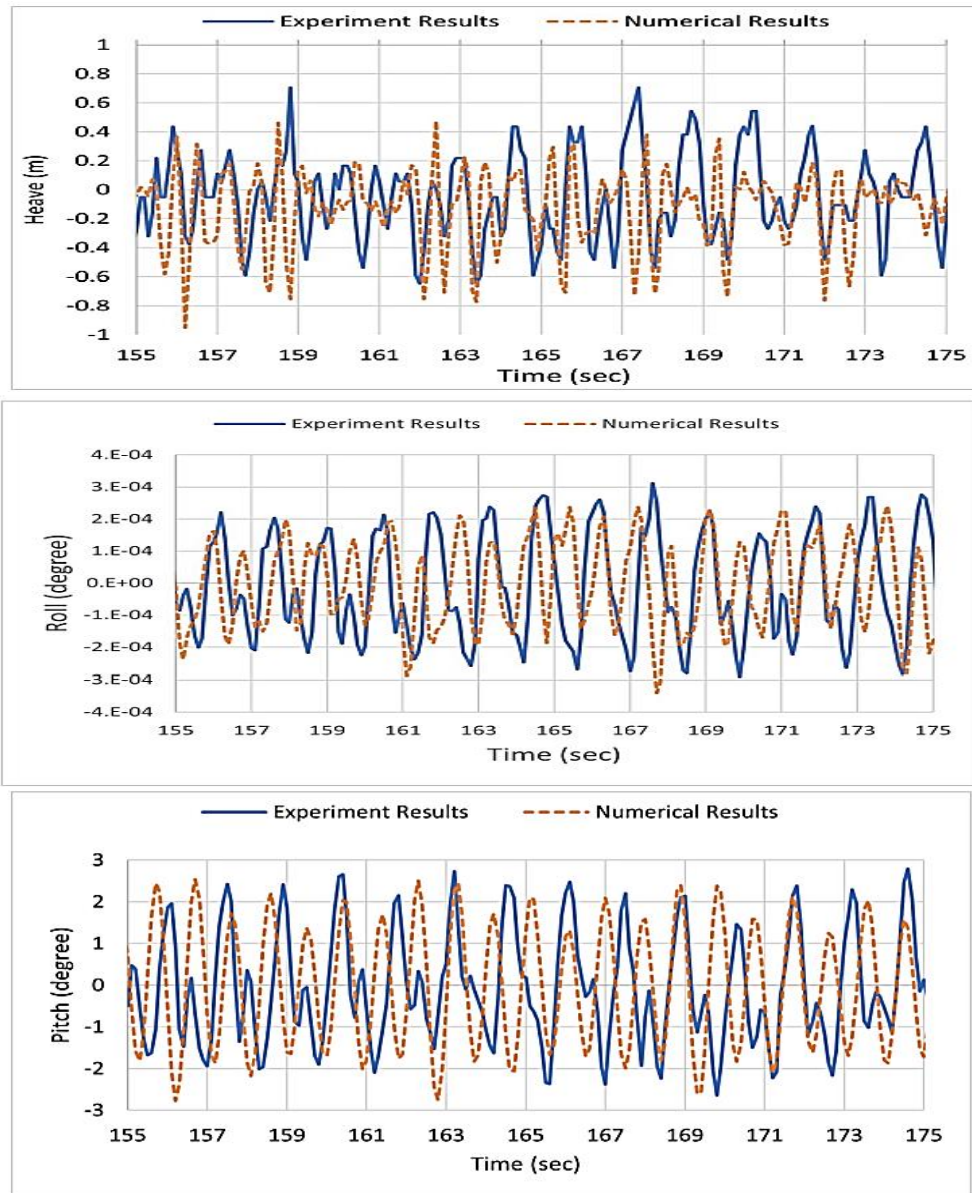 Experiment Results Numerical Results
Heave (m)
1
0.8
0.6
0.4
0.2
0
-0.2
-0.4
-0.6
-0.8
-1
155 157 159 161 163 165 167 169 171 173 175
Time (sec)
Experiment Results Numerical Results
Roll (degree)
4.E-04
3.E-04
2.E-04
1.E-04
0.E+00
-1.E-04
-2.E-04
-3.E-04
-4.E-04
155 157 159 161 163 165 167 169 171 173 175
Time (sec)
Experiment Results Numerical Results
Pitch (degree)
3
2
1
0
-1
-2
-3
155 157 159 161 163 165 167 169 171 173 175
Time (sec)